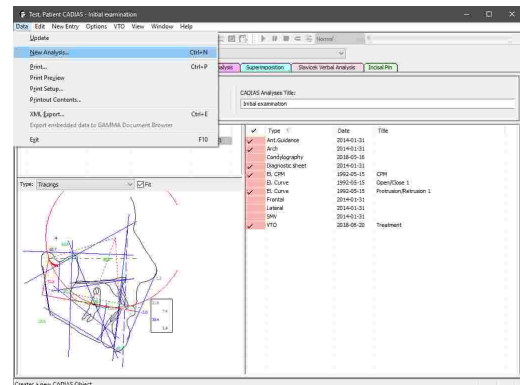 Test, Patient CADIAS - Initial examination
Data Edit New Entry Options VTO View Window Help
Update
New Analysis... Ctrl+N
Print... Ctrl+P
Print Preview
Print Setup...
Printout Contents...
XML Export... Ctrl+E
Export embedded data to GAMMA Document Browser
Exit F10
Normal
Superimposition
Slavicek Verbal Analysis
Incisal Pin
CADIAS Analyses Title:
Initial examination
Type Date Title
Ant.Guidance 2014-01-31
Arch 2014-01-31
Condylography 2018-05-16
Diagnostic sheet 2014-01-31
El. CPM 1992-05-15 CPM
El. Curve 1992-05-15 Open/Close 1
El. Curve 1992-05-15 Protrusion/Retrusion 1
Frontal 2014-01-31
Lateral 2014-01-31
SMV 2014-01-31
VTO 2018-06-20 Treatment
Type: Tracings Fit
Creates a new CADIAS Object